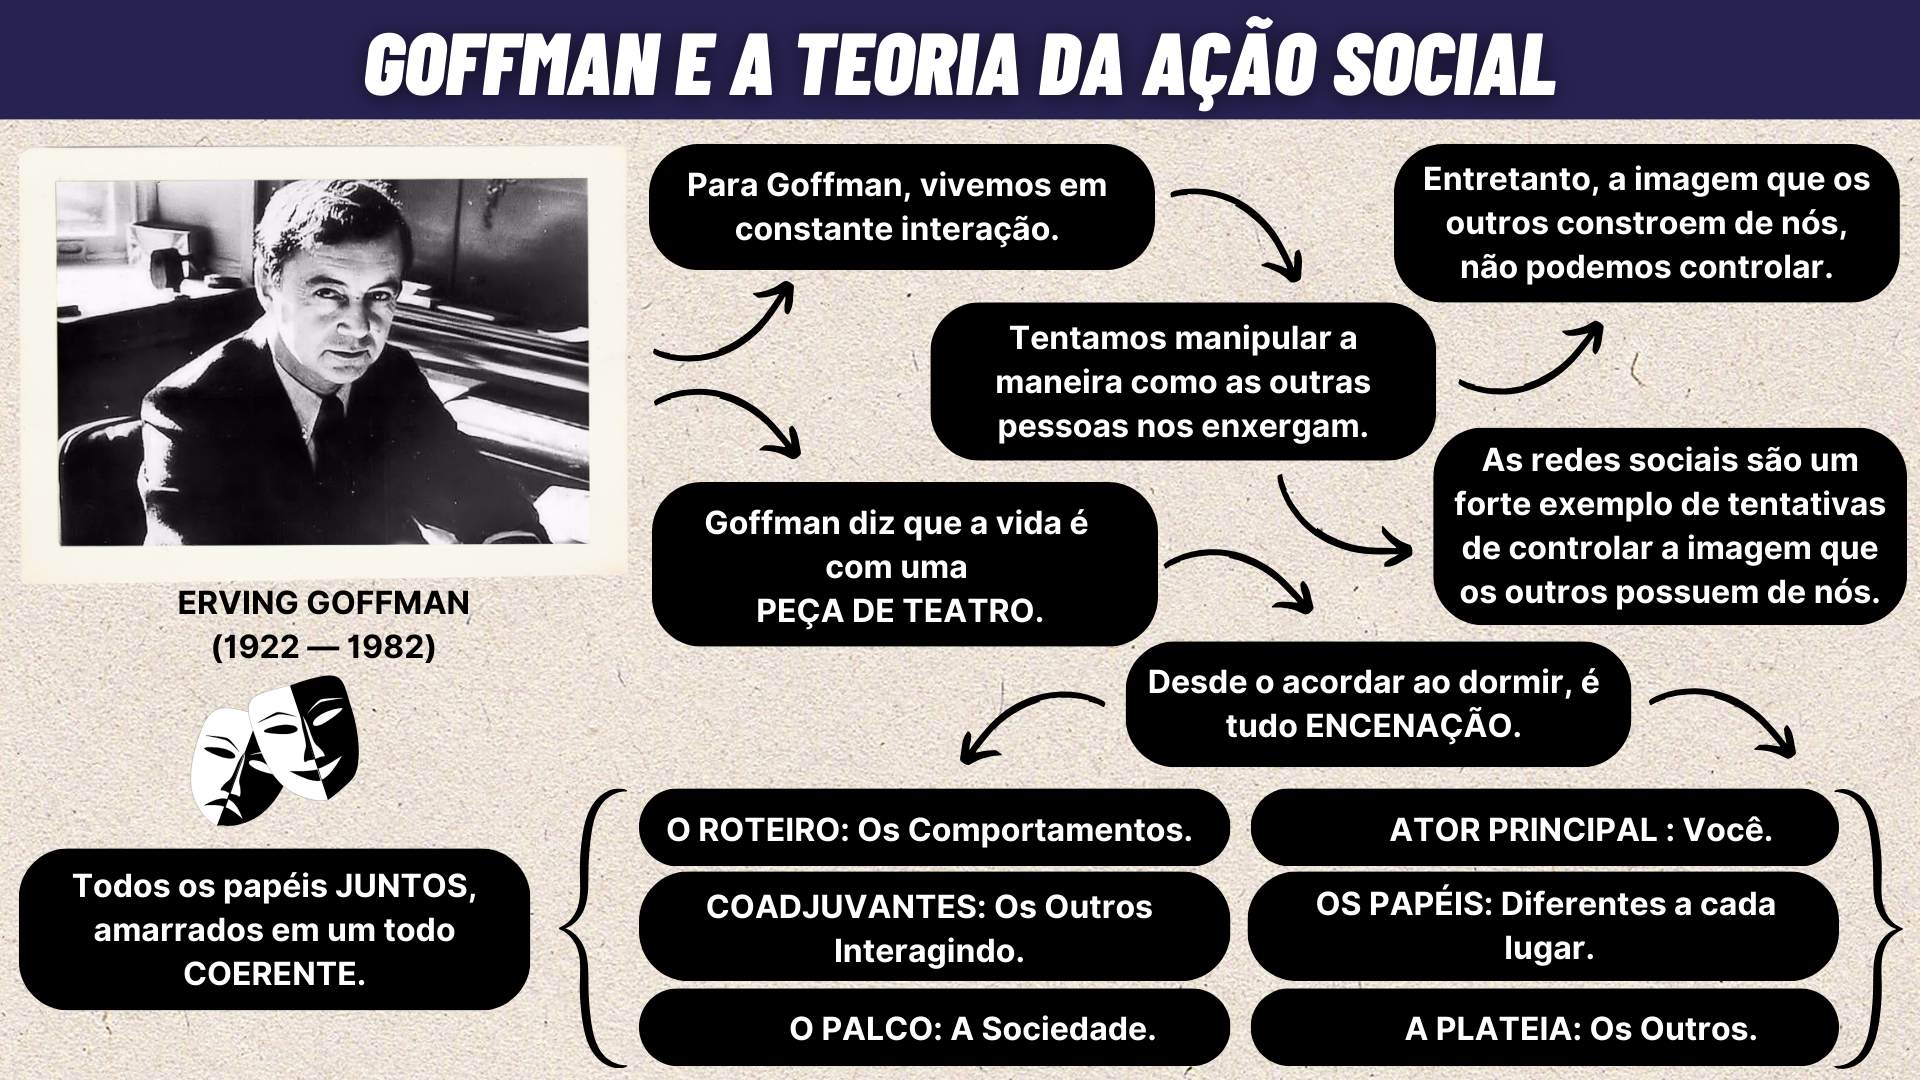 GOFFMAN E A TEORIA DA AÇÃO SOCIAL
ERVING GOFFMAN
(1922 — 1982)
Para Goffman, vivemos em
constante interação.
Tentamos manipular a
maneira como as outras
pessoas nos enxergam.
Entretanto, a imagem que os
outros constroem de nós,
não podemos controlar.
As redes sociais são um
forte exemplo de tentativas
de controlar a imagem que
os outros possuem de nós.
Goffman diz que a vida é
com uma
PEÇA DE TEATRO.
Desde o acordar ao dormir, é
tudo ENCENAÇÃO.
O ROTEIRO: Os Comportamentos.
COADJUVANTES: Os Outros
Interagindo.
O PALCO: A Sociedade.
ATOR PRINCIPAL : Você.
OS PAPÉIS: Diferentes a cada
lugar.
A PLATEIA: Os Outros.
Todos os papéis JUNTOS,
amarrados em um todo
COERENTE.